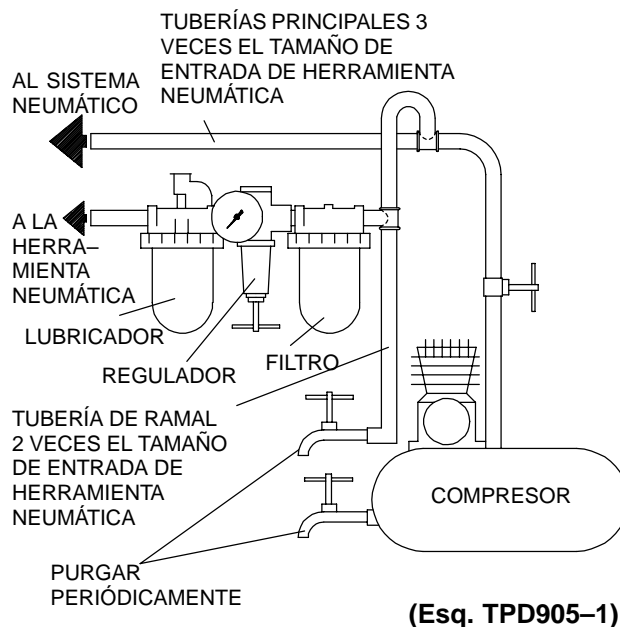 TUBERÍAS PRINCIPALES 3
VECES EL TAMAÑO DE
ENTRADA DE HERRAMIENTA
NEUMÁTICA
AL SISTEMA
NEUMÁTICO
A LA
HERRA–
MIENTA
NEUMÁTICA
LUBRICADOR
REGULADOR
FILTRO
TUBERÍA DE RAMAL
2 VECES EL TAMAÑO
DE ENTRADA DE
HERRAMIENTA
NEUMÁTICA
COMPRESOR
PURGAR
PERIÓDICAMENTE
(Esq. TPD905–1)